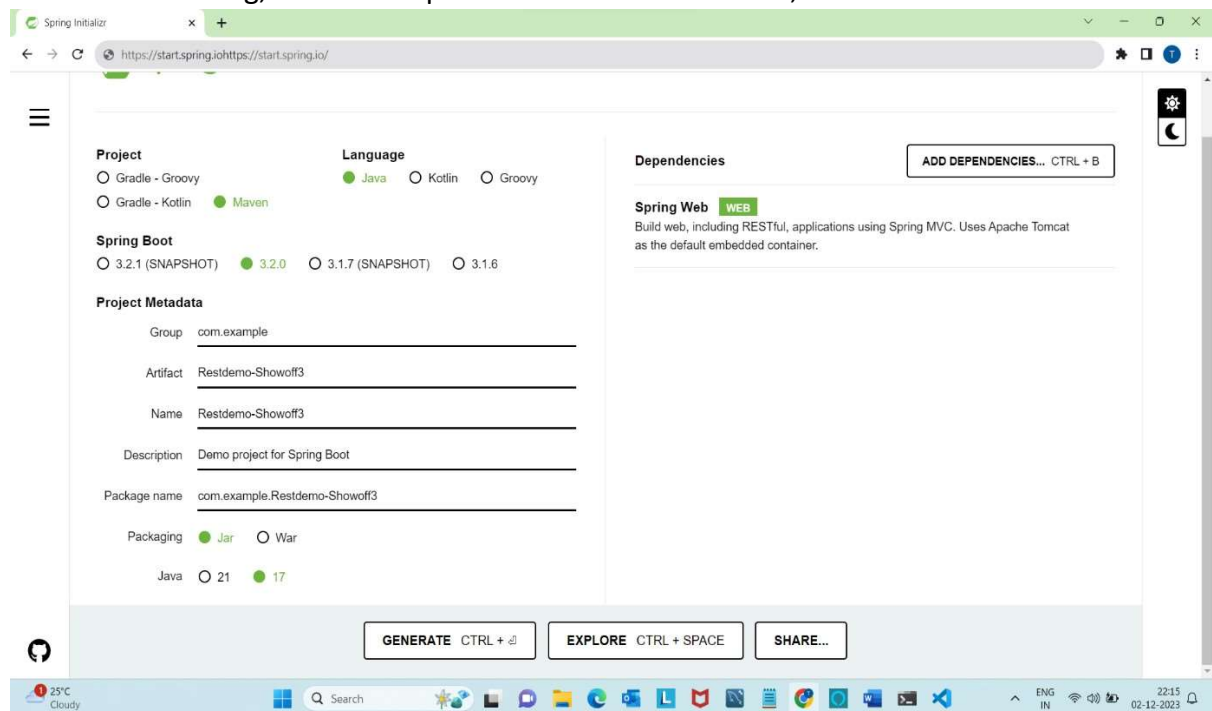 Spring Initializr
https://start.spring.iohttps://start.spring.io/
T
Project
Language
Gradle - Groovy
Java Kotlin Groovy
Gradle - Kotlin Maven
Spring Boot
3.2.1 (SNAPSHOT) 3.2.0 3.1.7 (SNAPSHOT) 3.1.6
Project Metadata
Group com.example
Artifact Restdemo-Showoff3
Name Restdemo-Showoff3
Description Demo project for Spring Boot
Package name com.example.Restdemo-Showoff3
Packaging Jar War
Java 21 17
Dependencies
ADD DEPENDENCIES... CTRL + B
Spring Web WEB
Build web, including RESTful, applications using Spring MVC. Uses Apache Tomcat
as the default embedded container.
GENERATE CTRL + ⏎ EXPLORE CTRL + SPACE SHARE...
1
25°C
Cloudy
Search
L
W
ENG
IN
22:15
02-12-2023